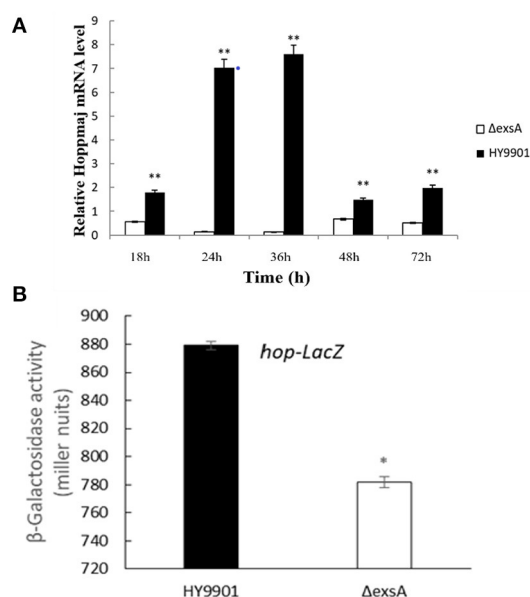 A
Relative Hoppmaj mRNA level
9
8
7
6
5
4
3
2
1
0
**
**
**
**
**
ΔexsA
HY9901
18h
24h
36h
48h
72h
Time (h)
B
β-Galactosidase activity
(miller nuits)
900
880
860
840
820
800
780
760
740
720
hop-LacZ
*
HY9901
ΔexsA